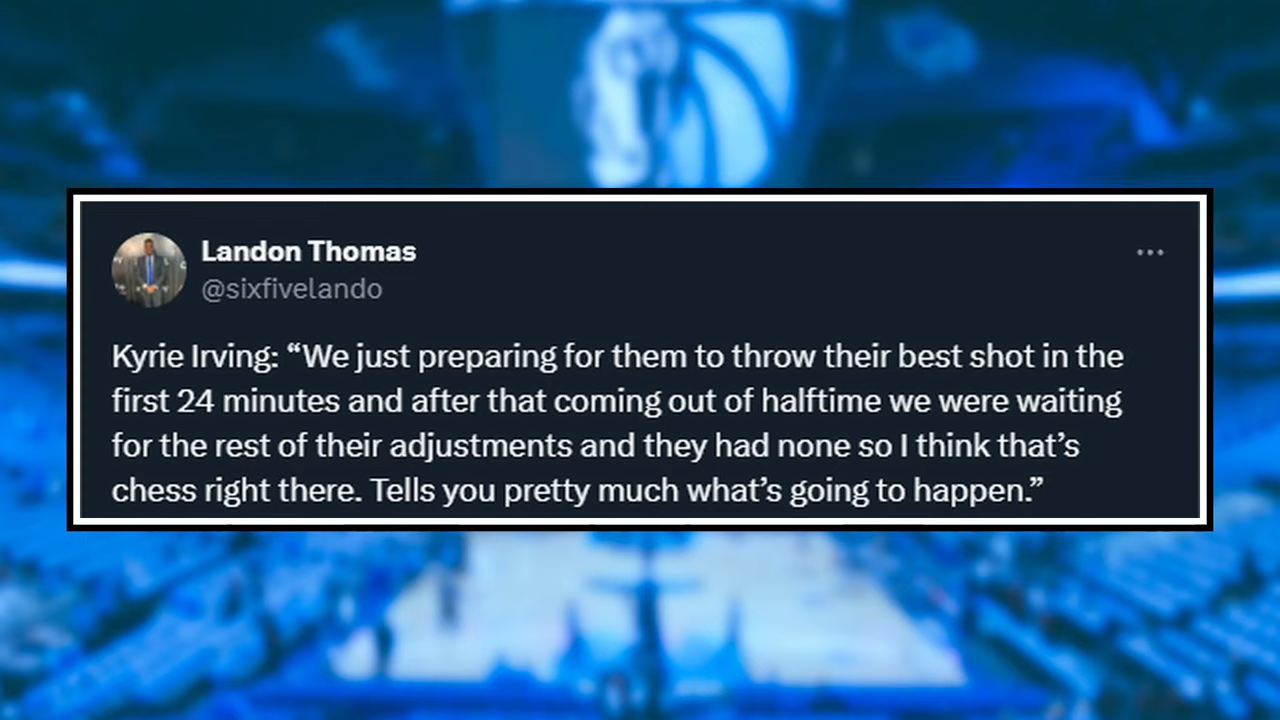 Landon Thomas
@sixfivelando
Kyrie Irving: “We just preparing for them to throw their best shot in the
first 24 minutes and after that coming out of halftime we were waiting
for the rest of their adjustments and they had none so I think that’s
chess right there. Tells you pretty much what’s going to happen.”